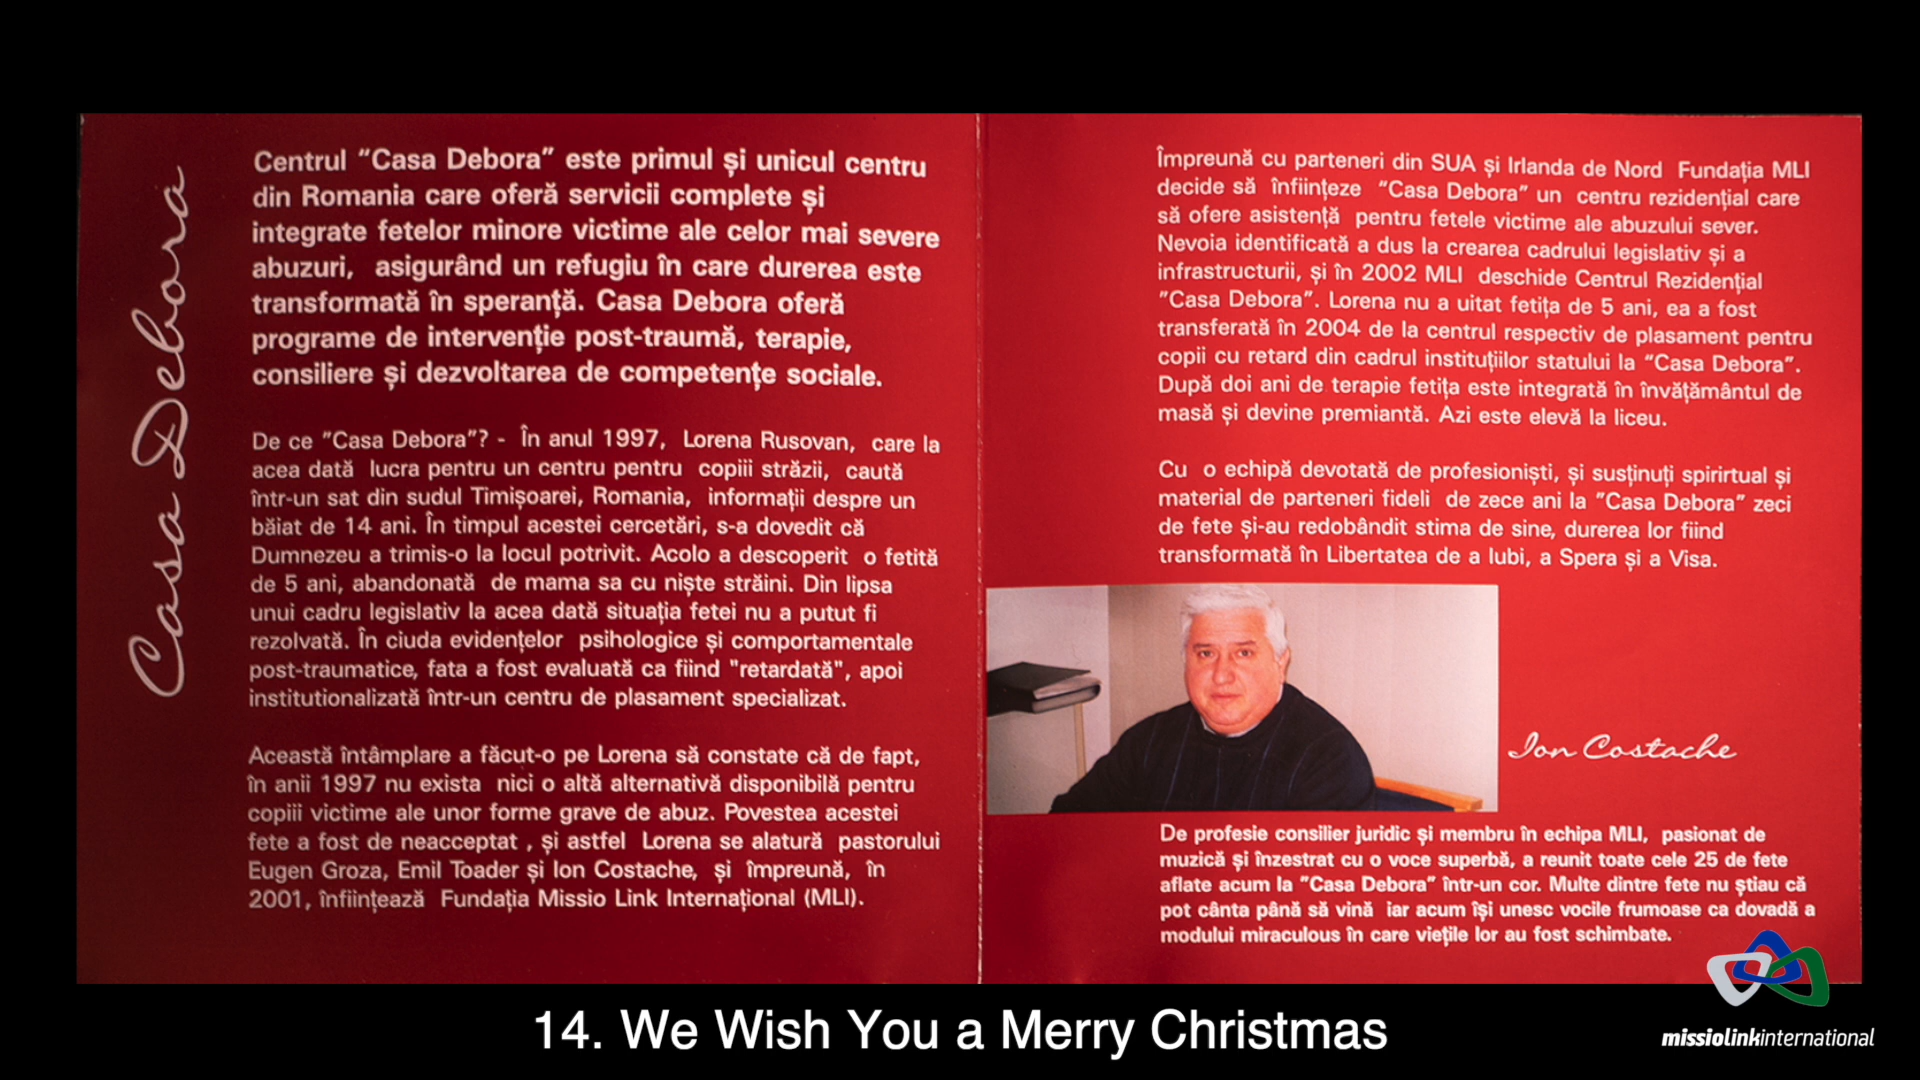 Casa Debora
Centrul "Casa Debora" este primul și unicul centru
din Romania care oferă servicii complete și
integrate fetelor minore victime ale celor mai severe
abuzuri, asigurând un refugiu în care durerea este
transformată în speranță. Casa Debora oferă
programe de intervenție post-traumă, terapie,
consiliere și dezvoltarea de competențe sociale.
De ce "Casa Debora"? - În anul 1997, Lorena Rusovan, care la
acea dată lucra pentru un centru pentru copiii străzii, caută
într-un sat din sudul Timișoarei, Romania, informații despre un
băiat de 14 ani. În timpul acestei cercetări, s-a dovedit că
Dumnezeu a trimis-o la locul potrivit. Acolo a descoperit o fetită
de 5 ani, abandonată de mama sa cu niște străini. Din lipsa
unui cadru legislativ la acea dată situația fetei nu a putut fi
rezolvată. În ciuda evidențelor psihologice și comportamentale
post-traumatice, fata a fost evaluată ca fiind "retardată", apoi
instituționalizată într-un centru de plasament specializat.
Această întâmplare a făcut-o pe Lorena să constate că de fapt,
în anii 1997 nu exista nici o altă alternativă disponibilă pentru
copiii victime ale unor forme grave de abuz. Povestea acestei
fete a fost de neacceptat , și astfel Lorena se alatură pastorului
Eugen Groza, Emil Toader și Ion Costache, și împreună, în
2001, înființează Fundația Missio Link Internațional (MLI).
Împreună cu parteneri din SUA și Irlanda de Nord Fundația MLI
decide să înființeze "Casa Debora" un centru rezidențial care
să ofere asistență pentru fetele victime ale abuzului sever.
Nevoia identificată a dus la crearea cadrului legislativ și a
infrastructurii, și în 2002 MLI deschide Centrul Rezidențial
"Casa Debora". Lorena nu a uitat fetița de 5 ani, ea a fost
transferată în 2004 de la centrul respectiv de plasament pentru
copii cu retard din cadrul instituțiilor statului la "Casa Debora".
După doi ani de terapie fetița este integrată în învățământul de
masă și devine premiantă. Azi este elevă la liceu.
Cu o echipă devotată de profesioniști, și susținuți spirirtual și
material de parteneri fideli de zece ani la "Casa Debora" zeci
de fete și-au redobândit stima de sine, durerea lor fiind
transformată în Libertatea de a Iubi, a Spera și a Visa.
Ion Costache
De profesie consilier juridic și membru în echipa MLI, pasionat de
muzică și înzestrat cu o voce superbă, a reunit toate cele 25 de fete
aflate acum la "Casa Debora" într-un cor. Multe dintre fete nu știau că
pot cânta până să vină iar acum își unesc vocile frumoase ca dovadă a
modului miraculous în care viețile lor au fost schimbate.
14. We Wish You a Merry Christmas
missiolinkinternational